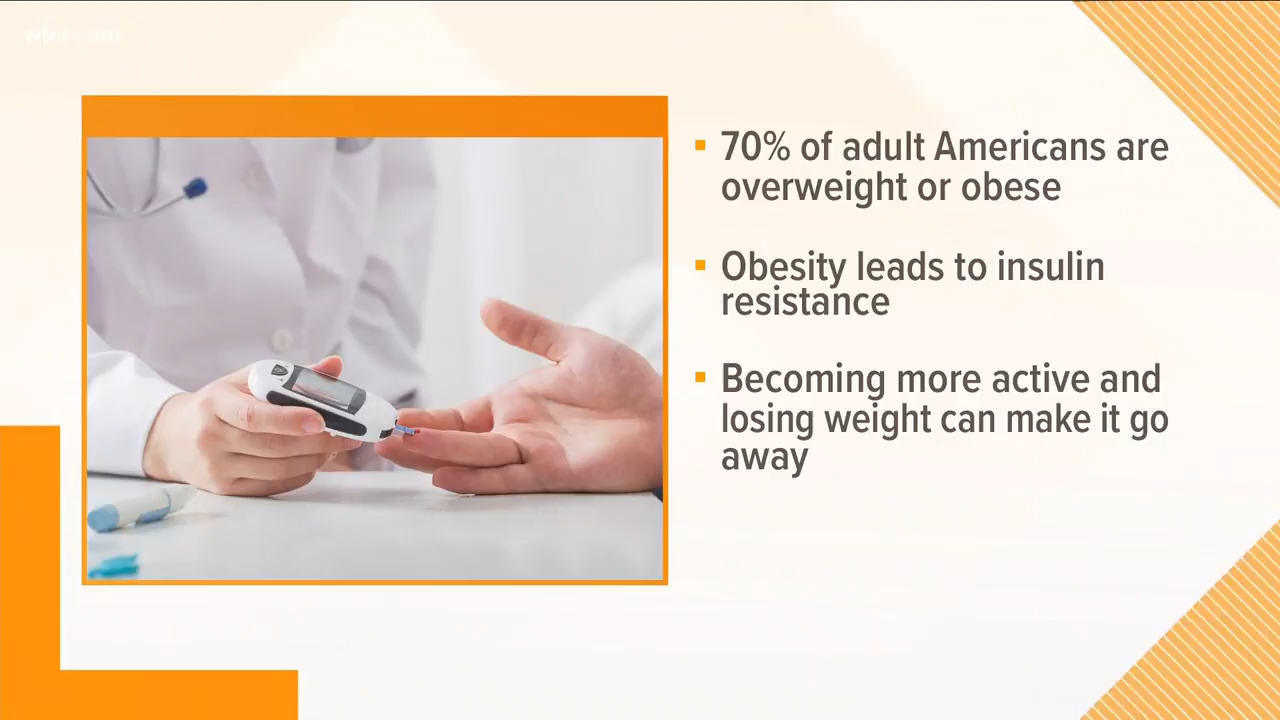 wbir.com
70% of adult Americans are
overweight or obese
Obesity leads to insulin
resistance
Becoming more active and
losing weight can make it go
away